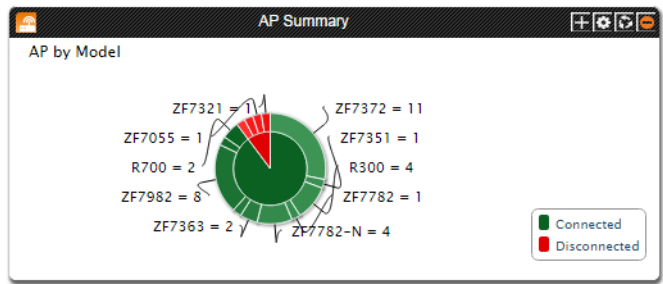 AP Summary
AP by Model
ZF7321 = 1
ZF7372 = 11
ZF7055 = 1
ZF7351 = 1
R700 = 2
R300 = 4
ZF7982 = 8
ZF7782 = 1
ZF7363 = 2
ZF7782-N = 4
Connected
Disconnected